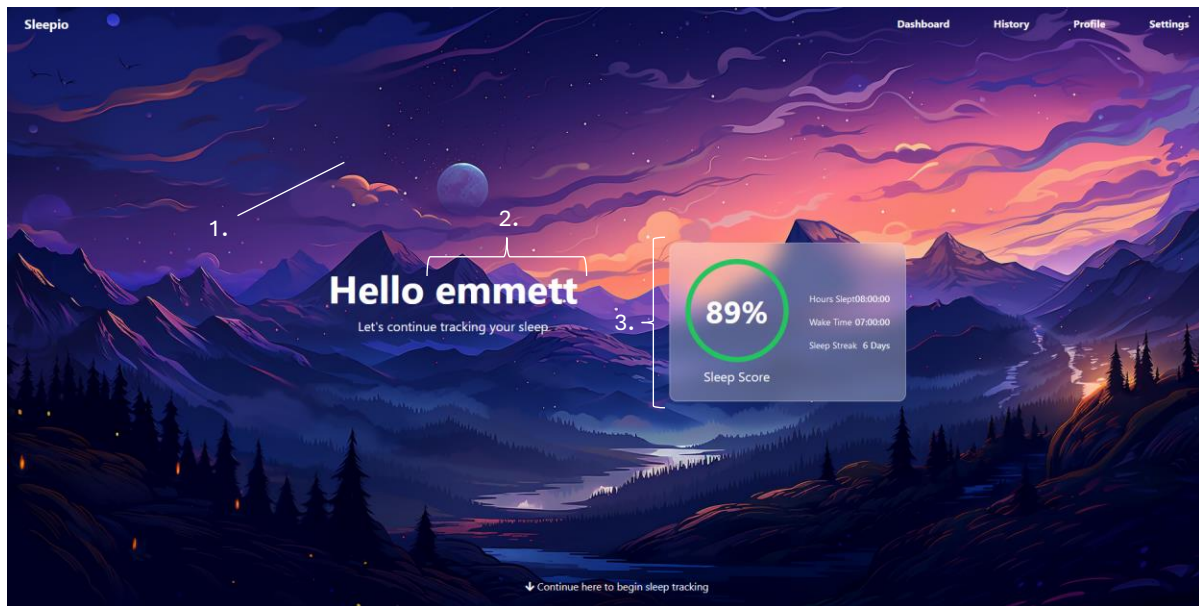 Sleepio
Dashboard History Profile Settings
1.
2.
Hello emmett
Let's continue tracking your sleep.
3.
89%
Sleep Score
Hours Slept08:00:00
Wake Time 07:00:00
Sleep Streak 6 Days
Continue here to begin sleep tracking